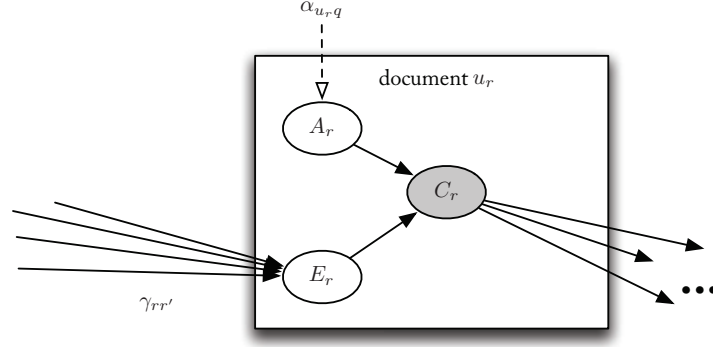 α_{u_r q}
document u_r
A_r
C_r
E_r
γ_{rr'}
•••